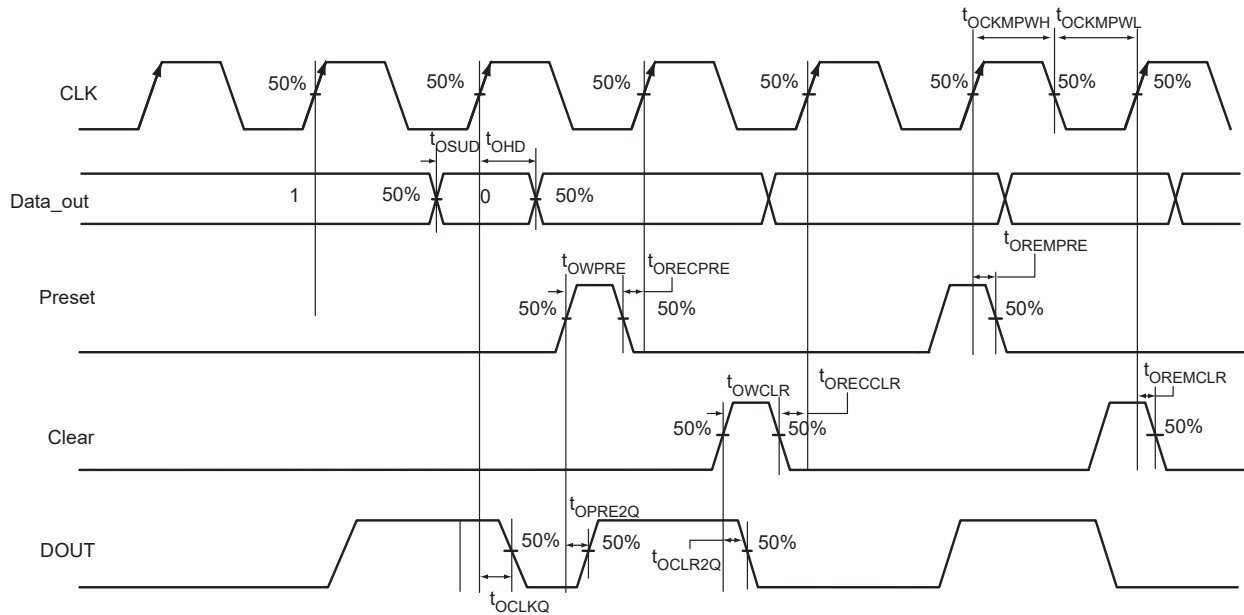 tOCKMPWH tOCKMPWL
CLK 50% 50% 50% 50% 50% 50% 50%
tOSUD tOHD
Data_out 1 50% 0 50%
tOREMPRE
tOWPRE tORECPRE
Preset 50% 50% 50%
tOWCLR tORECCLR tOREMCLR
Clear 50% 50% 50%
tOPRE2Q
DOUT 50% 50% tOCLR2Q 50%
tOCLKQ